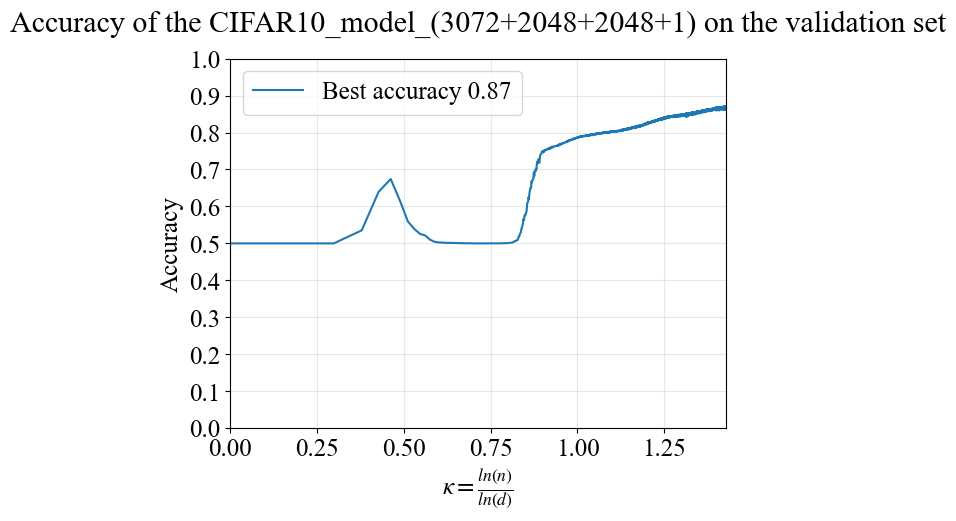 Accuracy of the CIFAR10_model_(3072+2048+2048+1) on the validation set
1.0
0.9
0.8
0.7
0.6
0.5
0.4
0.3
0.2
0.1
0.0
Accuracy
Best accuracy 0.87
0.00 0.25 0.50 0.75 1.00 1.25
κ = ln(n)/ln(d)